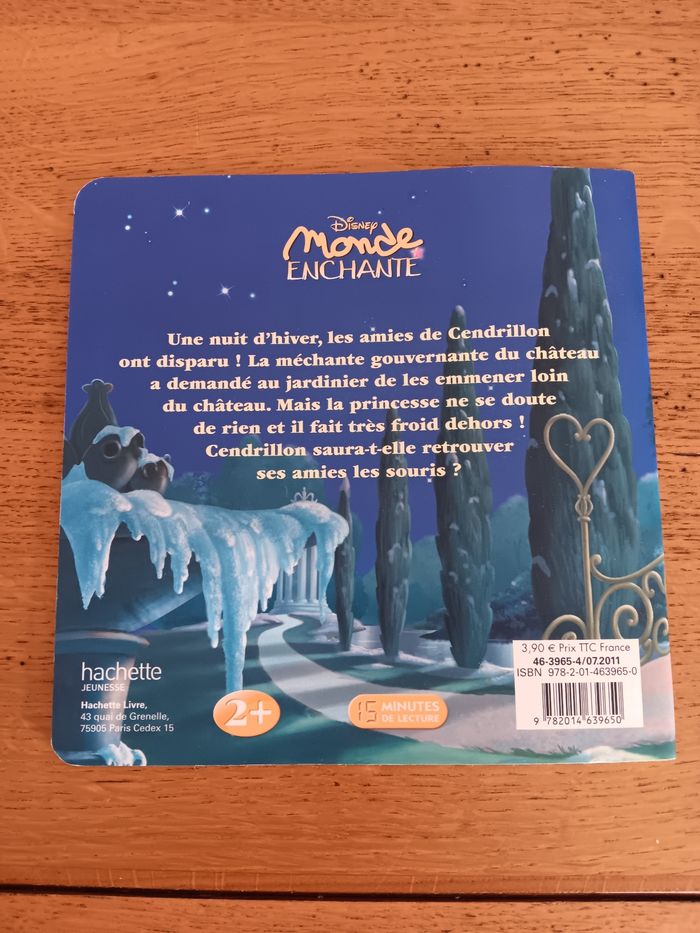 Disney
Monde
ENCHANTÉ
Une nuit d'hiver, les amies de Cendrillon
ont disparu ! La méchante gouvernante du château
a demandé au jardinier de les emmener loin
du château. Mais la princesse ne se doute
de rien et il fait très froid dehors !
Cendrillon saura-t-elle retrouver
ses amies les souris ?
hachette
JEUNESSE
Hachette Livre,
43 quai de Grenelle,
75905 Paris Cedex 15
2+
15 MINUTES
DE LECTURE
3,90 € Prix TTC France
46-3965-4/07.2011
ISBN 978-2-01-463965-0
9 782014 639650